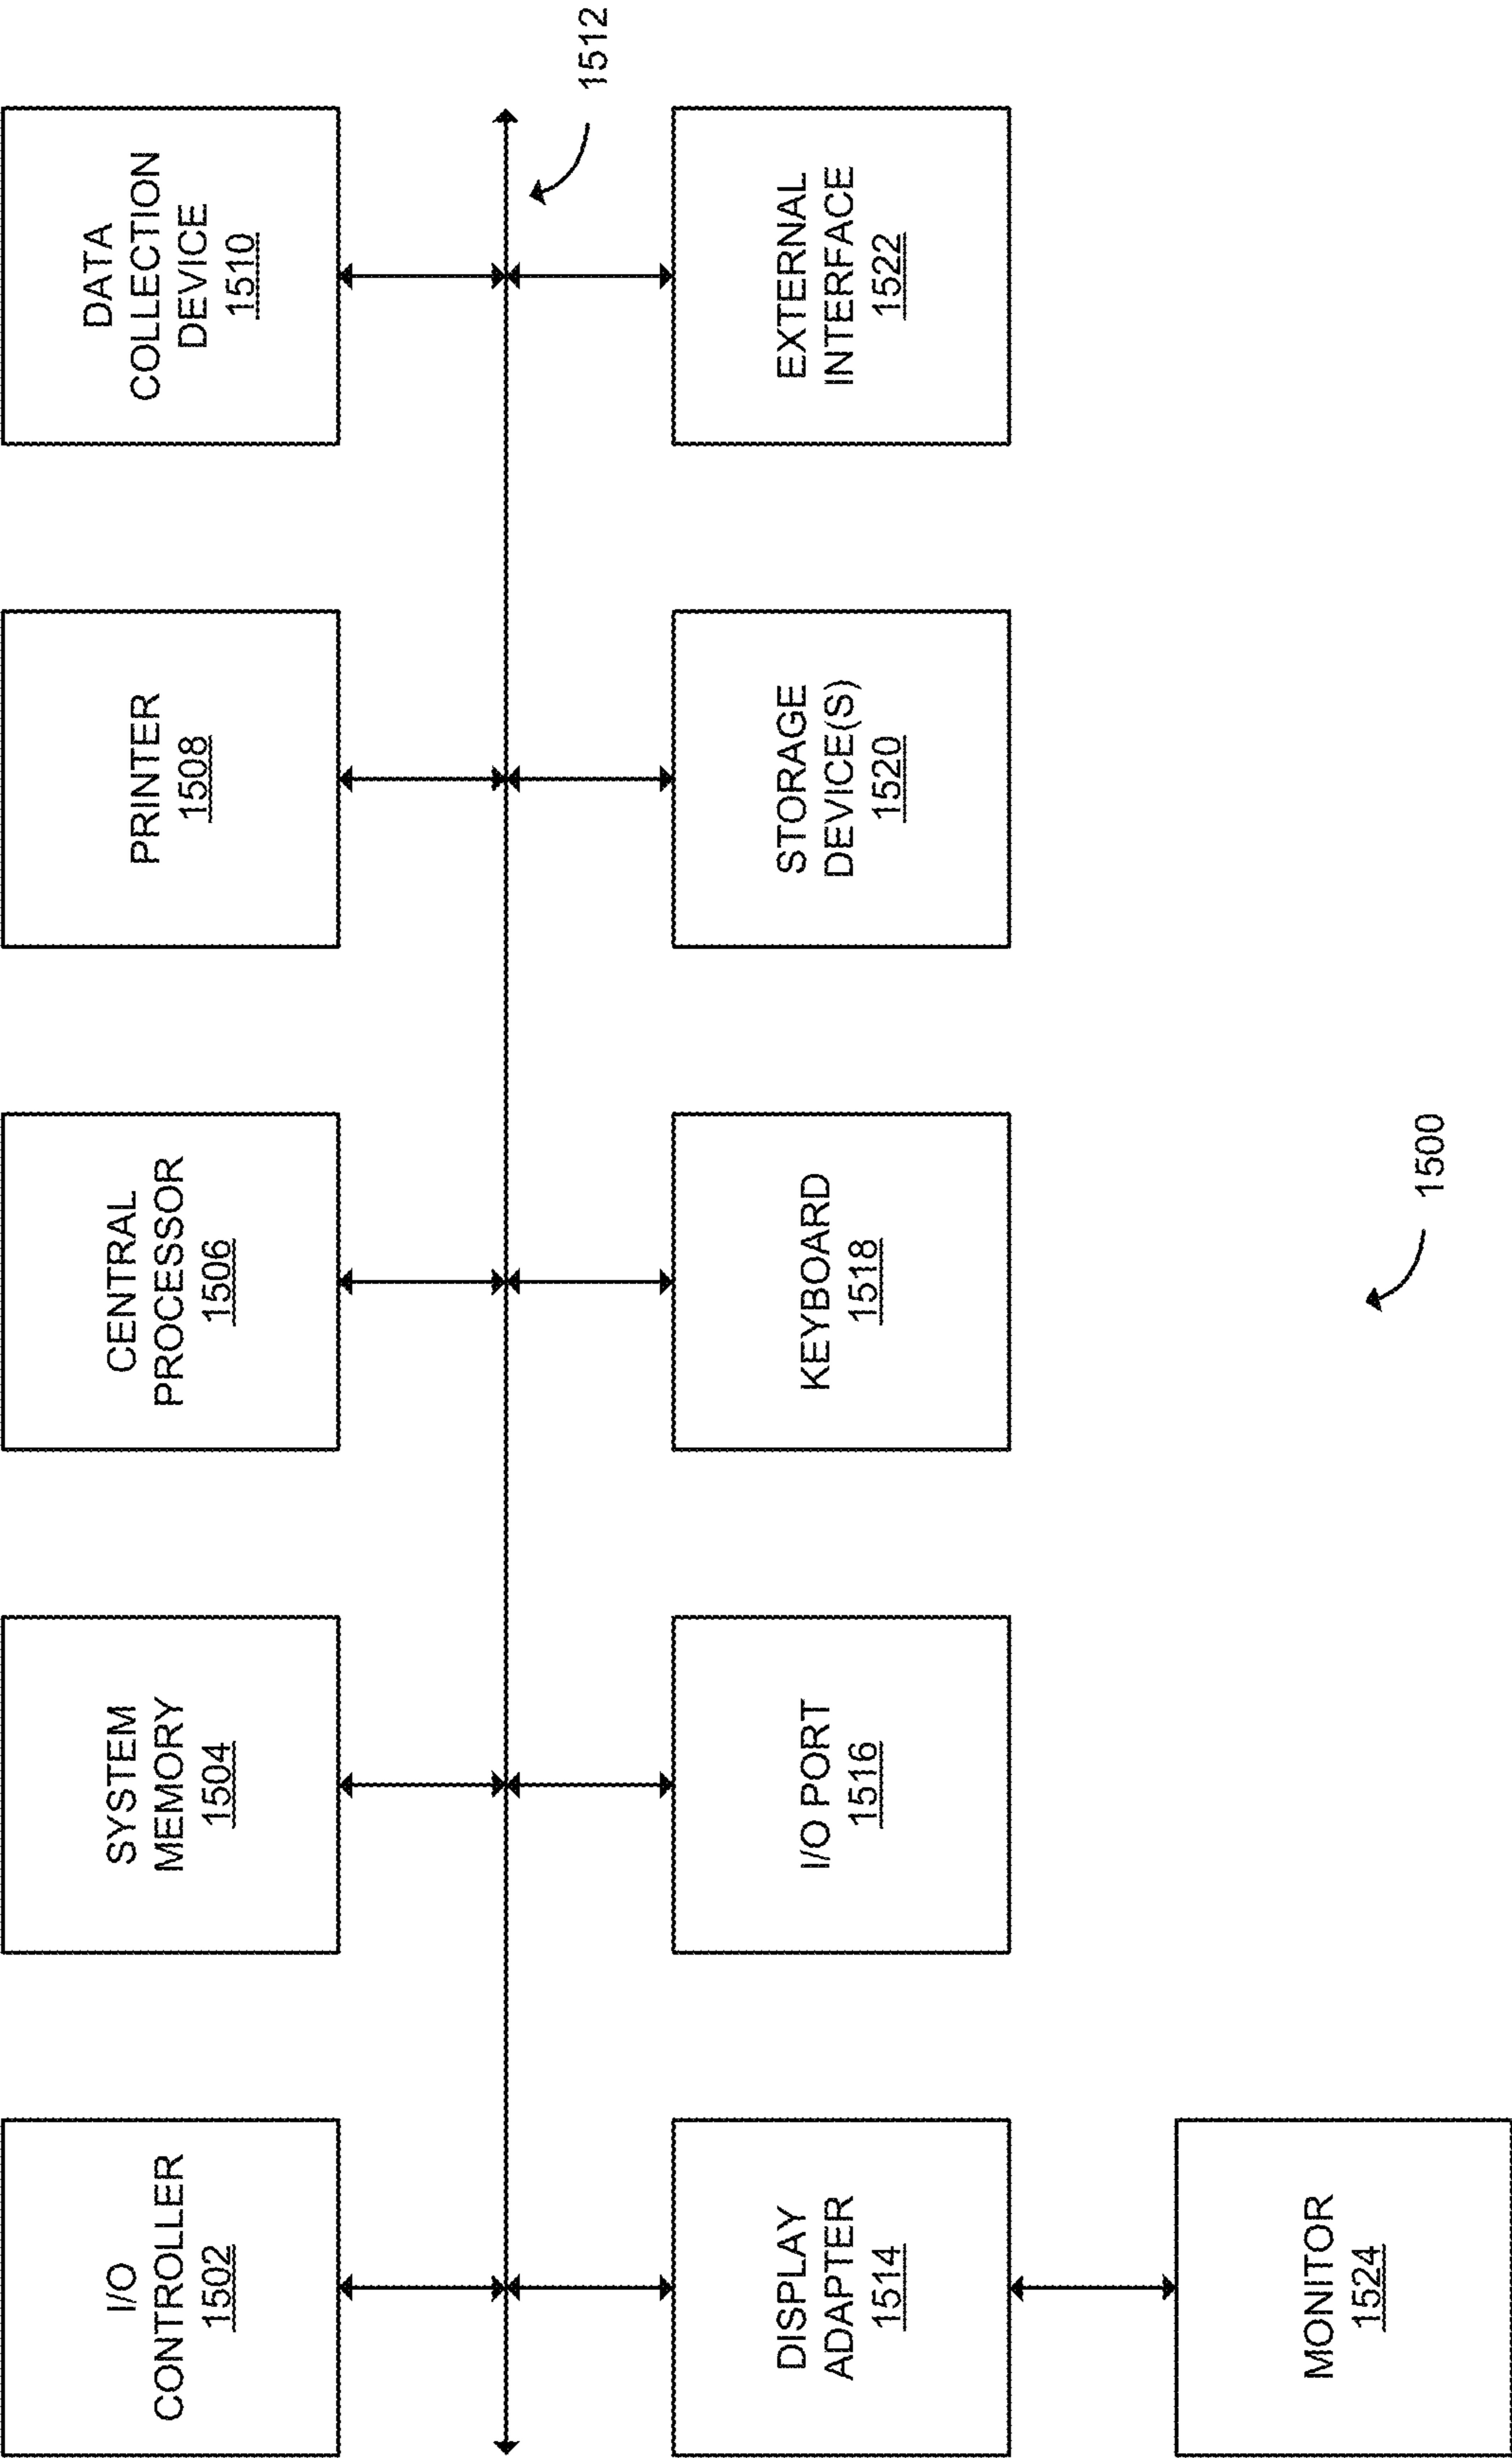 I/O
CONTROLLER
1502
SYSTEM
MEMORY
1504
CENTRAL
PROCESSOR
1506
PRINTER
1508
DATA
COLLECTION
DEVICE
1510
1512
DISPLAY
ADAPTER
1514
I/O PORT
1516
KEYBOARD
1518
STORAGE
DEVICE(S)
1520
EXTERNAL
INTERFACE
1522
MONITOR
1524
1500